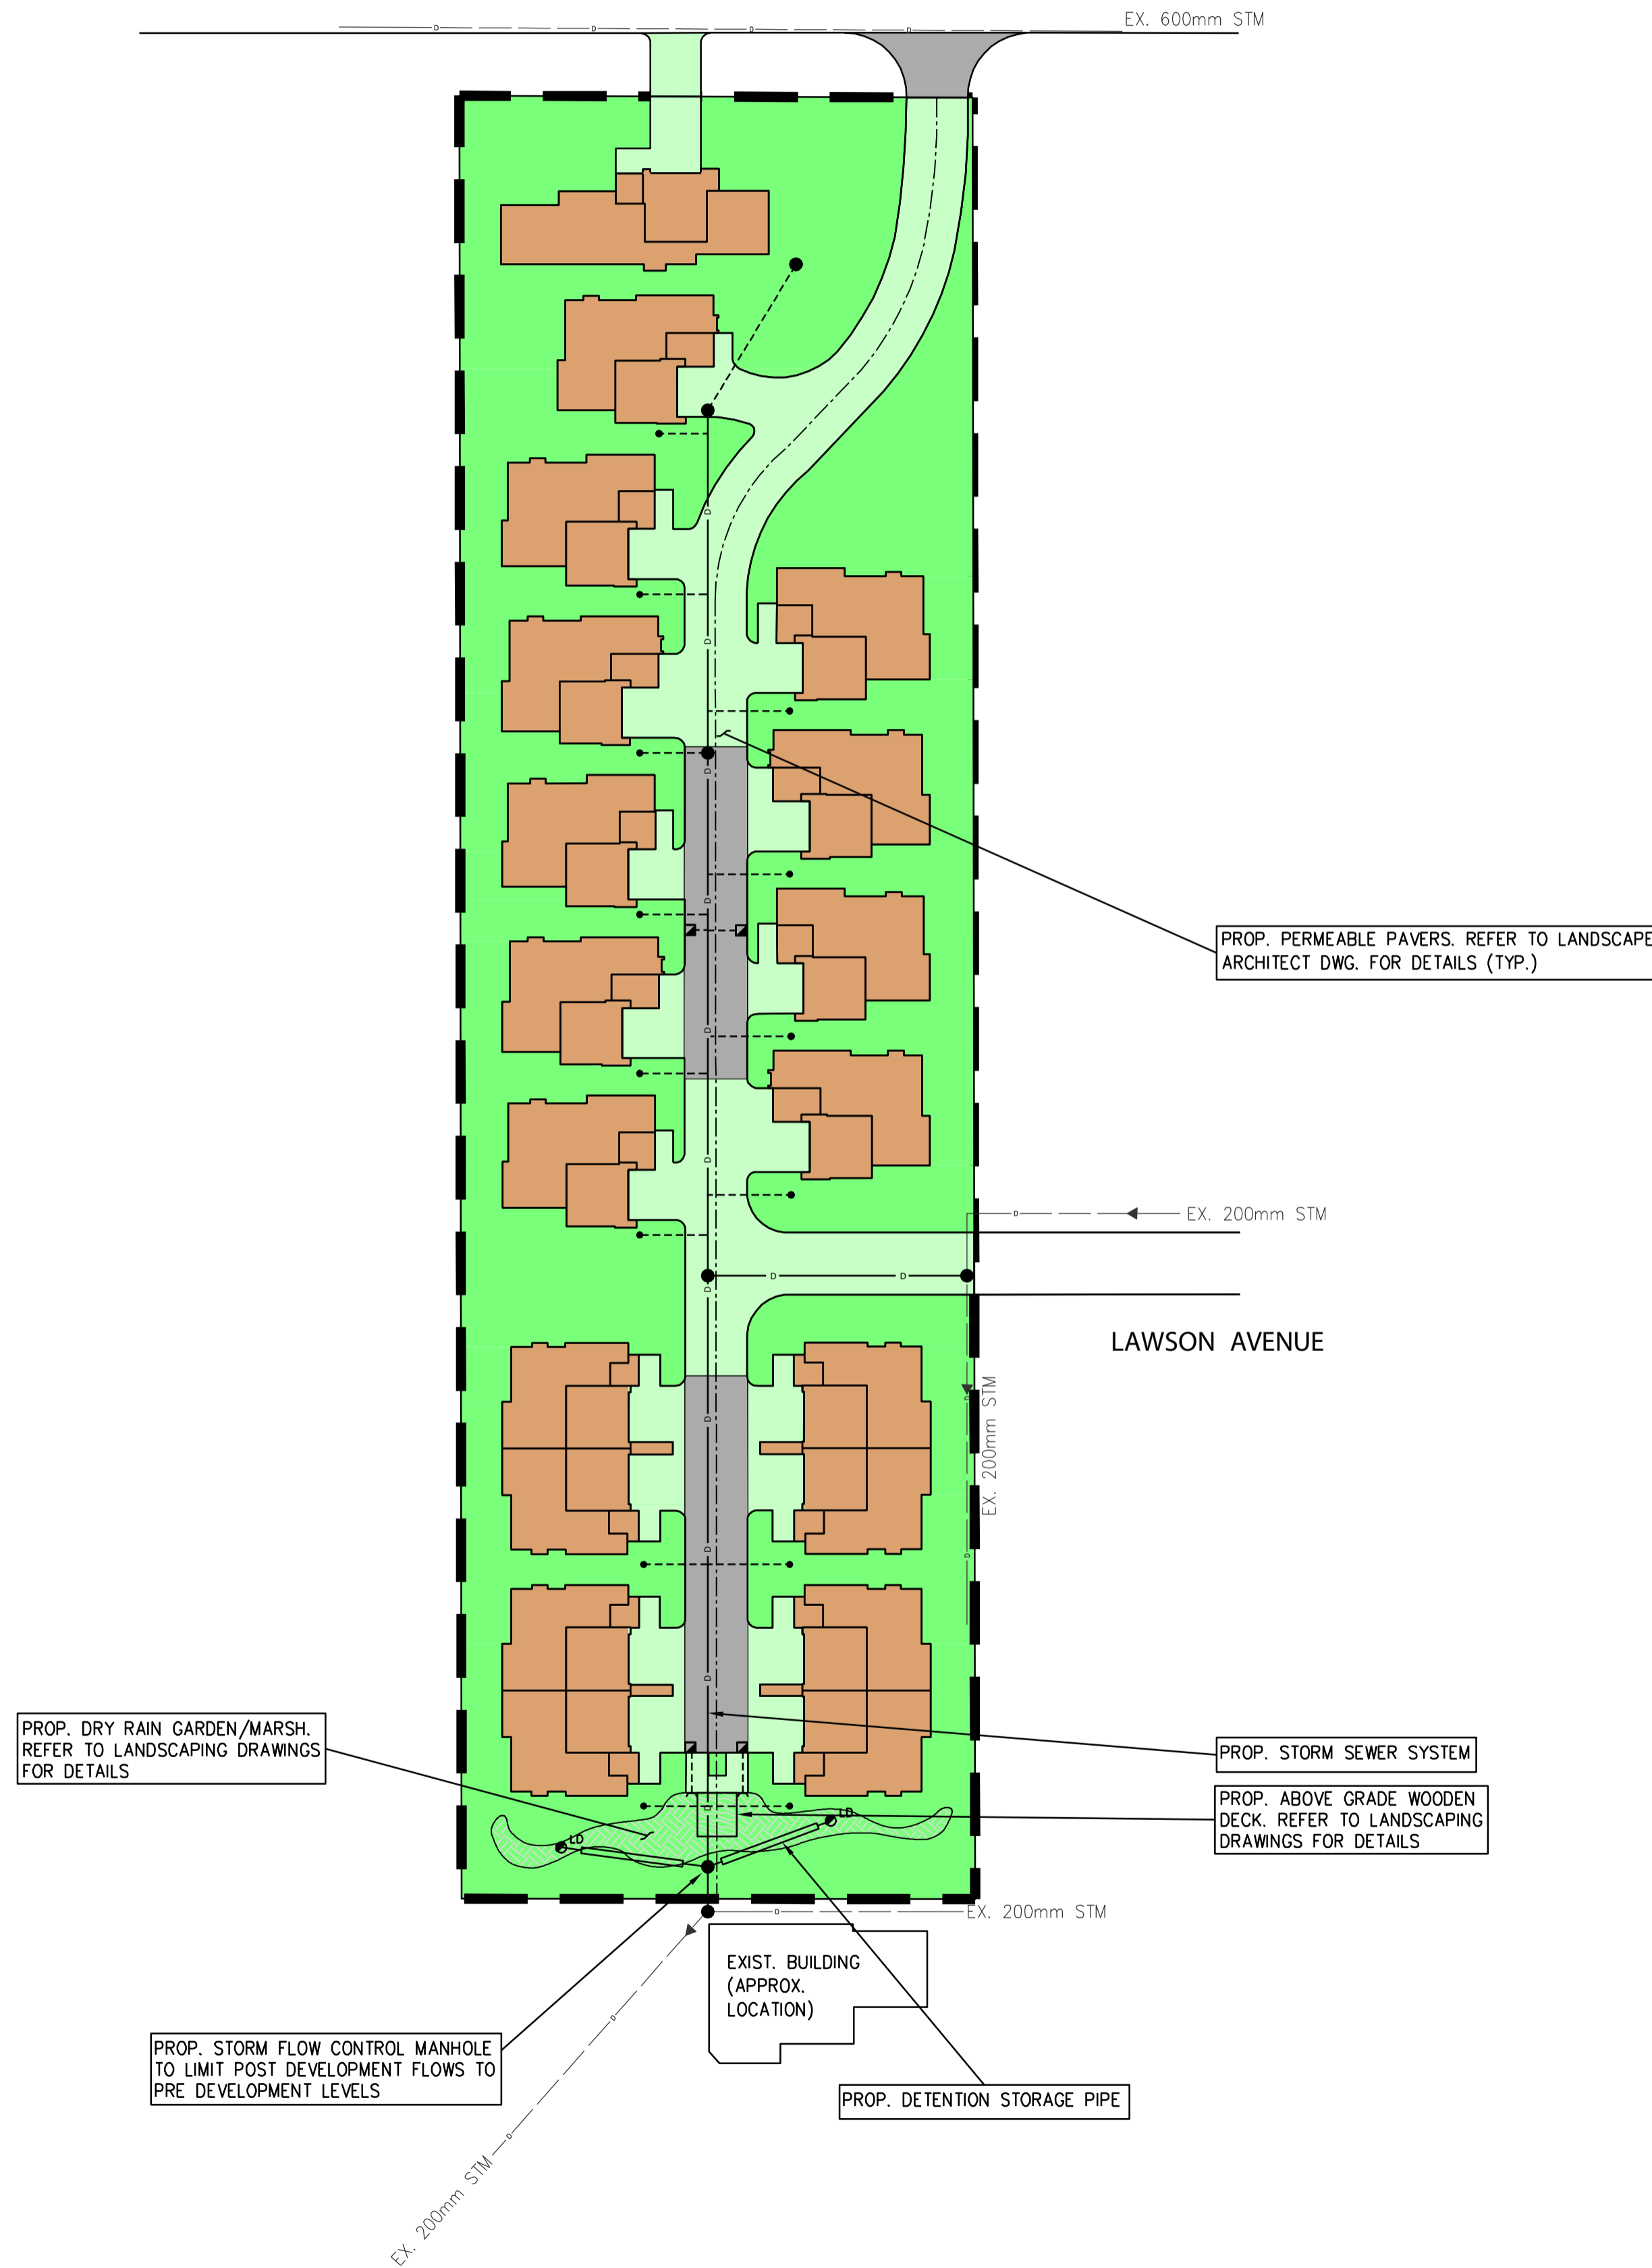 EX. 600mm STM
PROP. PERMEABLE PAVERS. REFER TO LANDSCAPE
ARCHITECT DWG. FOR DETAILS (TYP.)
EX. 200mm STM
LAWSON AVENUE
EX. 200mm STM
PROP. DRY RAIN GARDEN/MARSH.
REFER TO LANDSCAPING DRAWINGS
FOR DETAILS
PROP. STORM SEWER SYSTEM
PROP. ABOVE GRADE WOODEN
DECK. REFER TO LANDSCAPING
DRAWINGS FOR DETAILS
LD
LD
EX. 200mm STM
EXIST. BUILDING
(APPROX.
LOCATION)
PROP. STORM FLOW CONTROL MANHOLE
TO LIMIT POST DEVELOPMENT FLOWS TO
PRE DEVELOPMENT LEVELS
PROP. DETENTION STORAGE PIPE
EX. 200mm STM